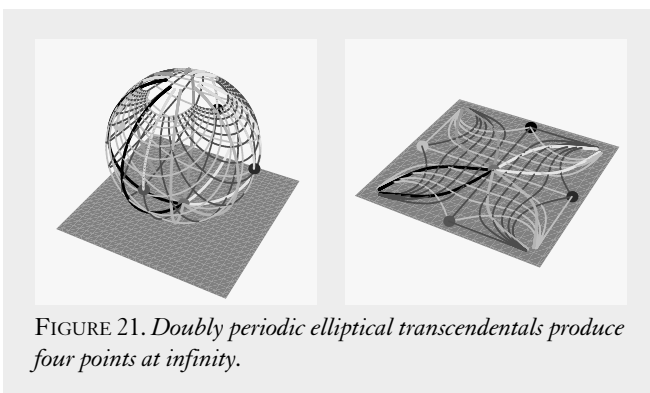 FIGURE 21. Doubly periodic elliptical transcendentals produce
four points at infinity.